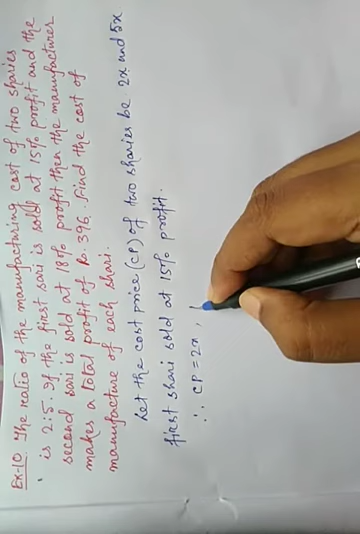 Ex-10 The ratio of the manufacturing cost of two sharies
is 2:5. If the first sari is sold at 15% profit and the
second sari is sold at 18% profit then the manufacturer
makes a total profit of Rs. 396. find the cost of
manufacture of each shari.
Let the cost price (CP) of two sharies be 2x and 5x
first shari sold at 15% profit.
∴ CP = 2x,